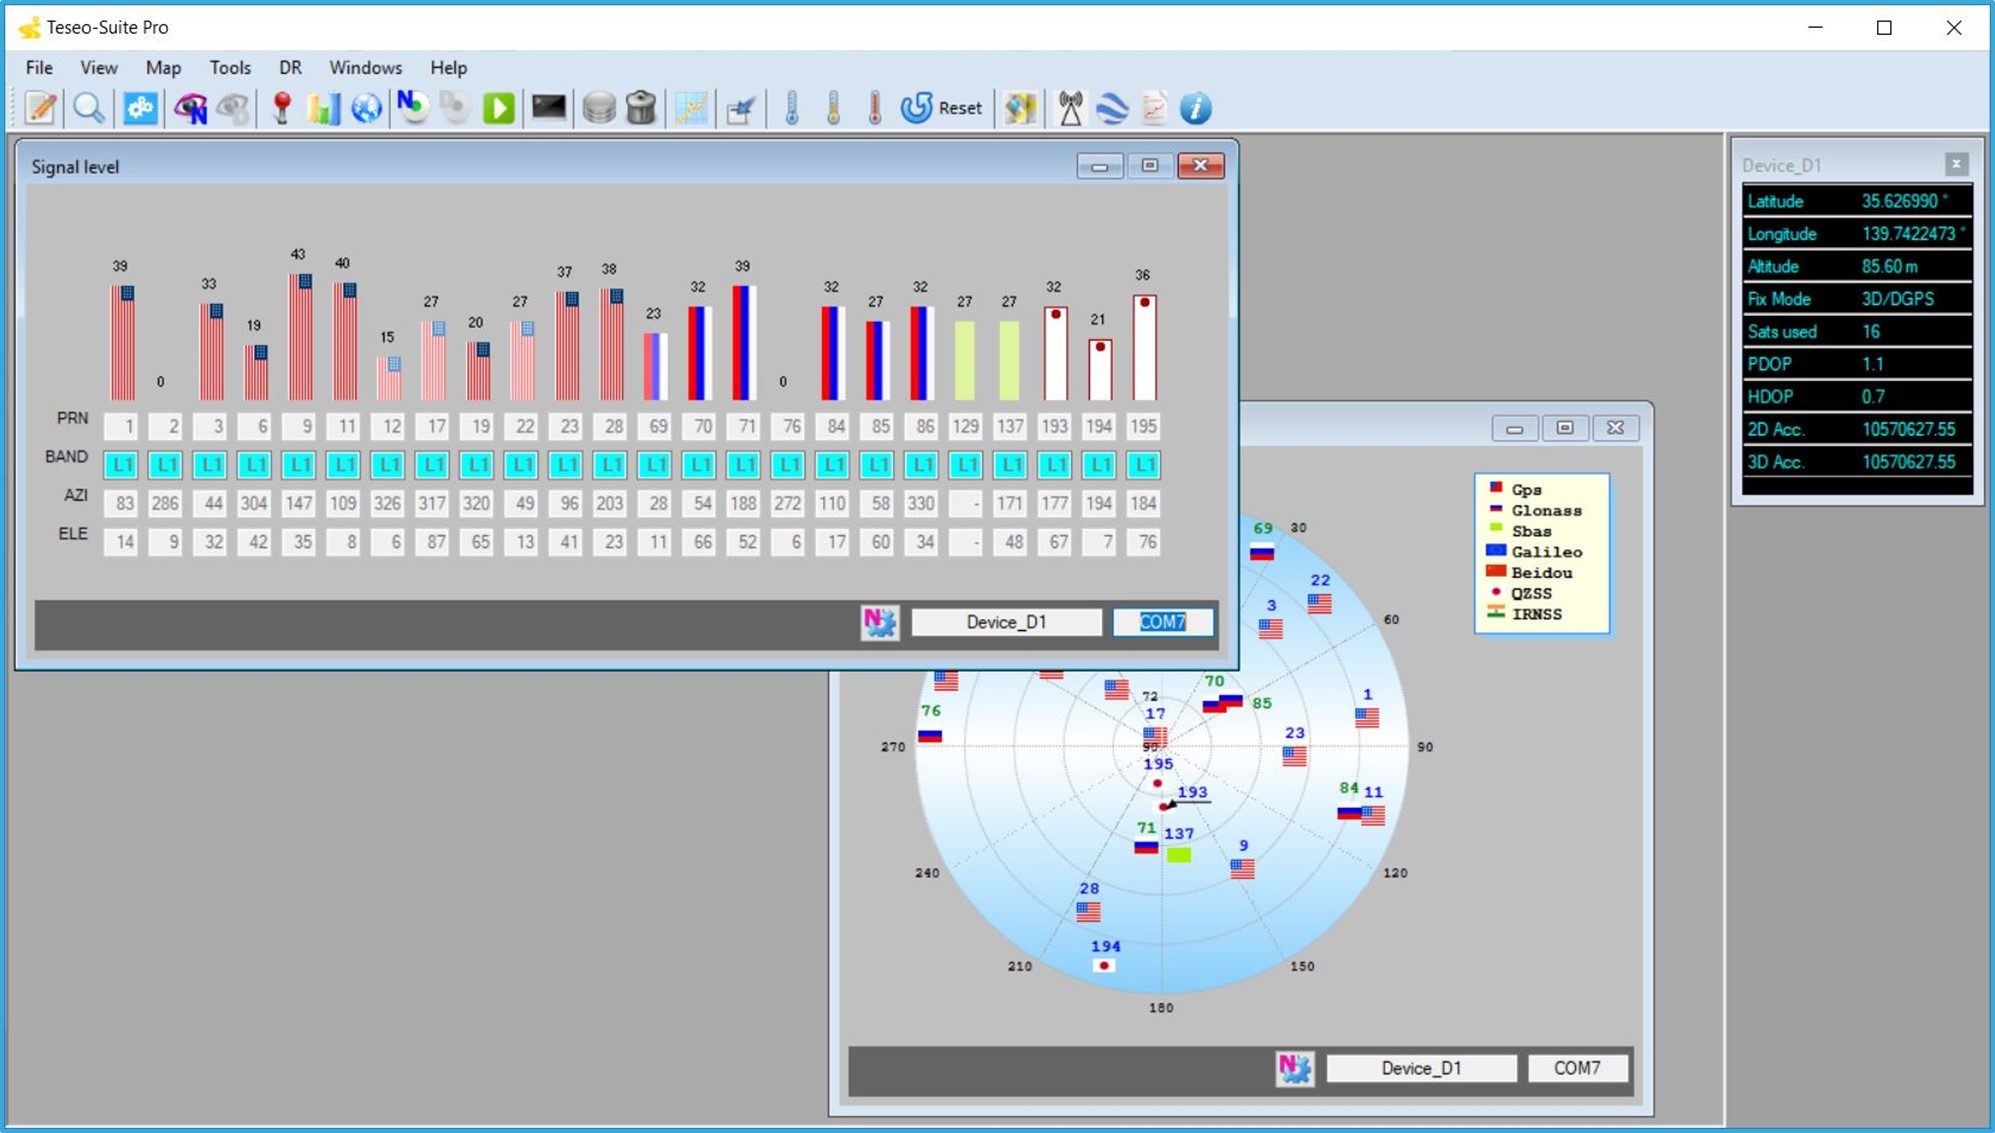 Teseo-Suite Pro
File View Map Tools DR Windows Help
Reset
Signal level
39 0 33 19 43 40 15 27 20 27 37 38 23 32 39 0 32 27 32 27 27 32 21 36
PRN 1 2 3 6 9 11 12 17 19 22 23 28 69 70 71 76 84 85 86 129 137 193 194 195
BAND L1 L1 L1 L1 L1 L1 L1 L1 L1 L1 L1 L1 L1 L1 L1 L1 L1 L1 L1 L1 L1 L1 L1 L1
AZI 83 286 44 304 147 109 326 317 320 49 96 203 28 54 188 272 110 58 330 - 171 177 194 184
ELE 14 9 32 42 35 8 6 87 65 13 41 23 11 66 52 6 17 60 34 - 48 67 7 76
Device_D1 COM7
Device_D1
Latitude 35.626990 °
Longitude 139.7422473 °
Altitude 85.60 m
Fix Mode 3D/DGPS
Sats used 16
PDOP 1.1
HDOP 0.7
2D Acc. 10570627.55
3D Acc. 10570627.55
Gps
Glonass
Sbas
Galileo
Beidou
QZSS
IRNSS
69 30
22
3
60
70
72
1
76
85
17
23
270
90
90
195
84 11
193
71 137
9
240
120
28
194
210
150
180
Device_D1 COM7